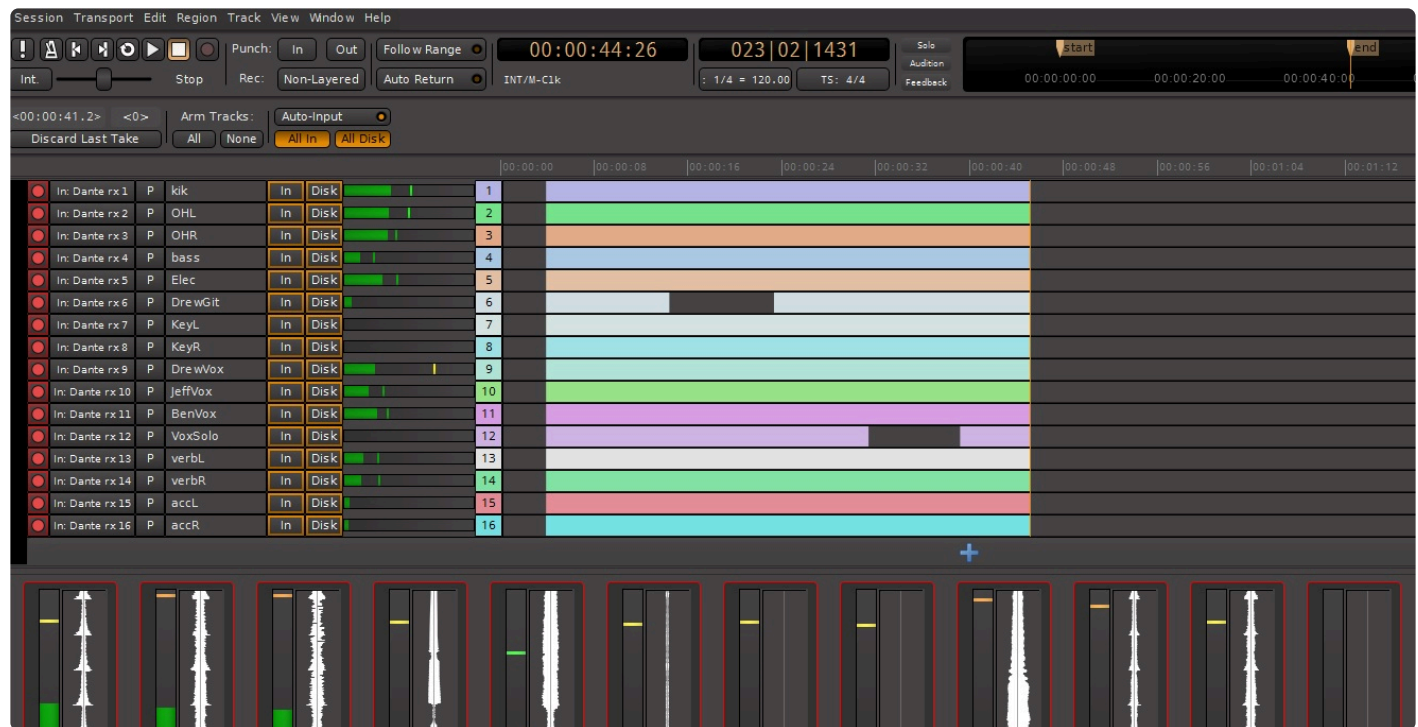 Session Transport Edit Region Track View Window Help
! Punch: In Out Follow Range 00:00:44:26 023|02|1431 Solo start end
Audition
Int. Stop Rec: Non-Layered Auto Return INT/M-Clk : 1/4 = 120.00 TS: 4/4 Feedback 00:00:00:00 00:00:20:00 00:00:40:00
<00:00:41.2> <0> Arm Tracks: Auto-Input
Discard Last Take All None All In All Disk
00:00:00 00:00:08 00:00:16 00:00:24 00:00:32 00:00:40 00:00:48 00:00:56 00:01:04 00:01:12
In: Dante rx 1 P kik In Disk 1
In: Dante rx 2 P OHL In Disk 2
In: Dante rx 3 P OHR In Disk 3
In: Dante rx 4 P bass In Disk 4
In: Dante rx 5 P Elec In Disk 5
In: Dante rx 6 P DrewGit In Disk 6
In: Dante rx 7 P KeyL In Disk 7
In: Dante rx 8 P KeyR In Disk 8
In: Dante rx 9 P DrewVox In Disk 9
In: Dante rx 10 P JeffVox In Disk 10
In: Dante rx 11 P BenVox In Disk 11
In: Dante rx 12 P VoxSolo In Disk 12
In: Dante rx 13 P verbL In Disk 13
In: Dante rx 14 P verbR In Disk 14
In: Dante rx 15 P accL In Disk 15
In: Dante rx 16 P accR In Disk 16